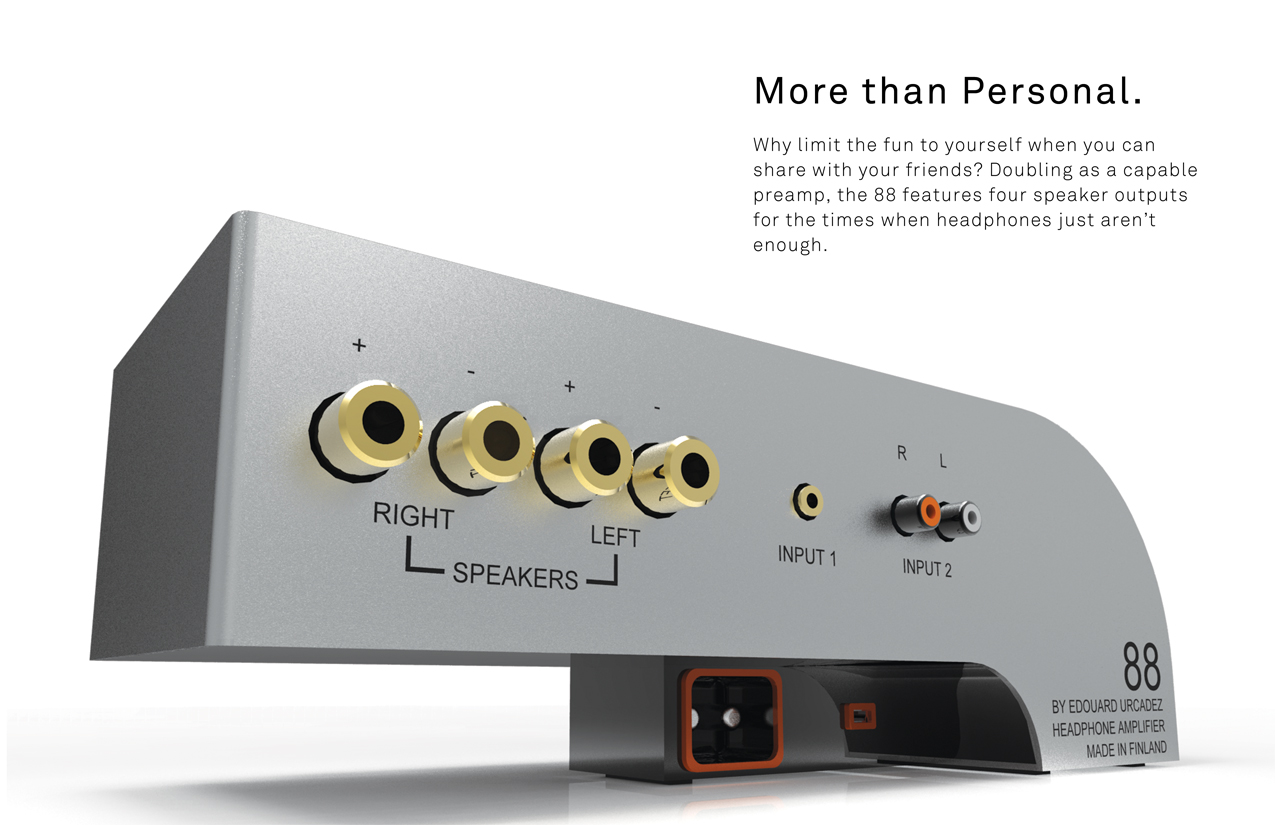 More than Personal.
Why limit the fun to yourself when you can
share with your friends? Doubling as a capable
preamp, the 88 features four speaker outputs
for the times when headphones just aren't
enough.
+ - + -
RIGHT LEFT
SPEAKERS
R L
INPUT 1
INPUT 2
88
BY EDOUARD URCADEZ
HEADPHONE AMPLIFIER
MADE IN FINLAND